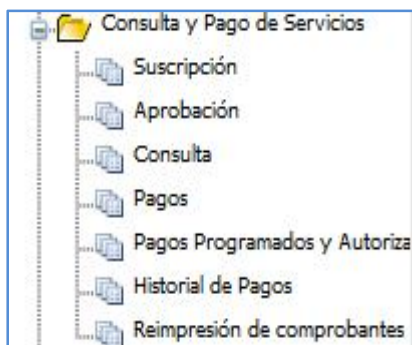 Consulta y Pago de Servicios
Suscripción
Aprobación
Consulta
Pagos
Pagos Programados y Autoriza
Historial de Pagos
Reimpresión de comprobantes